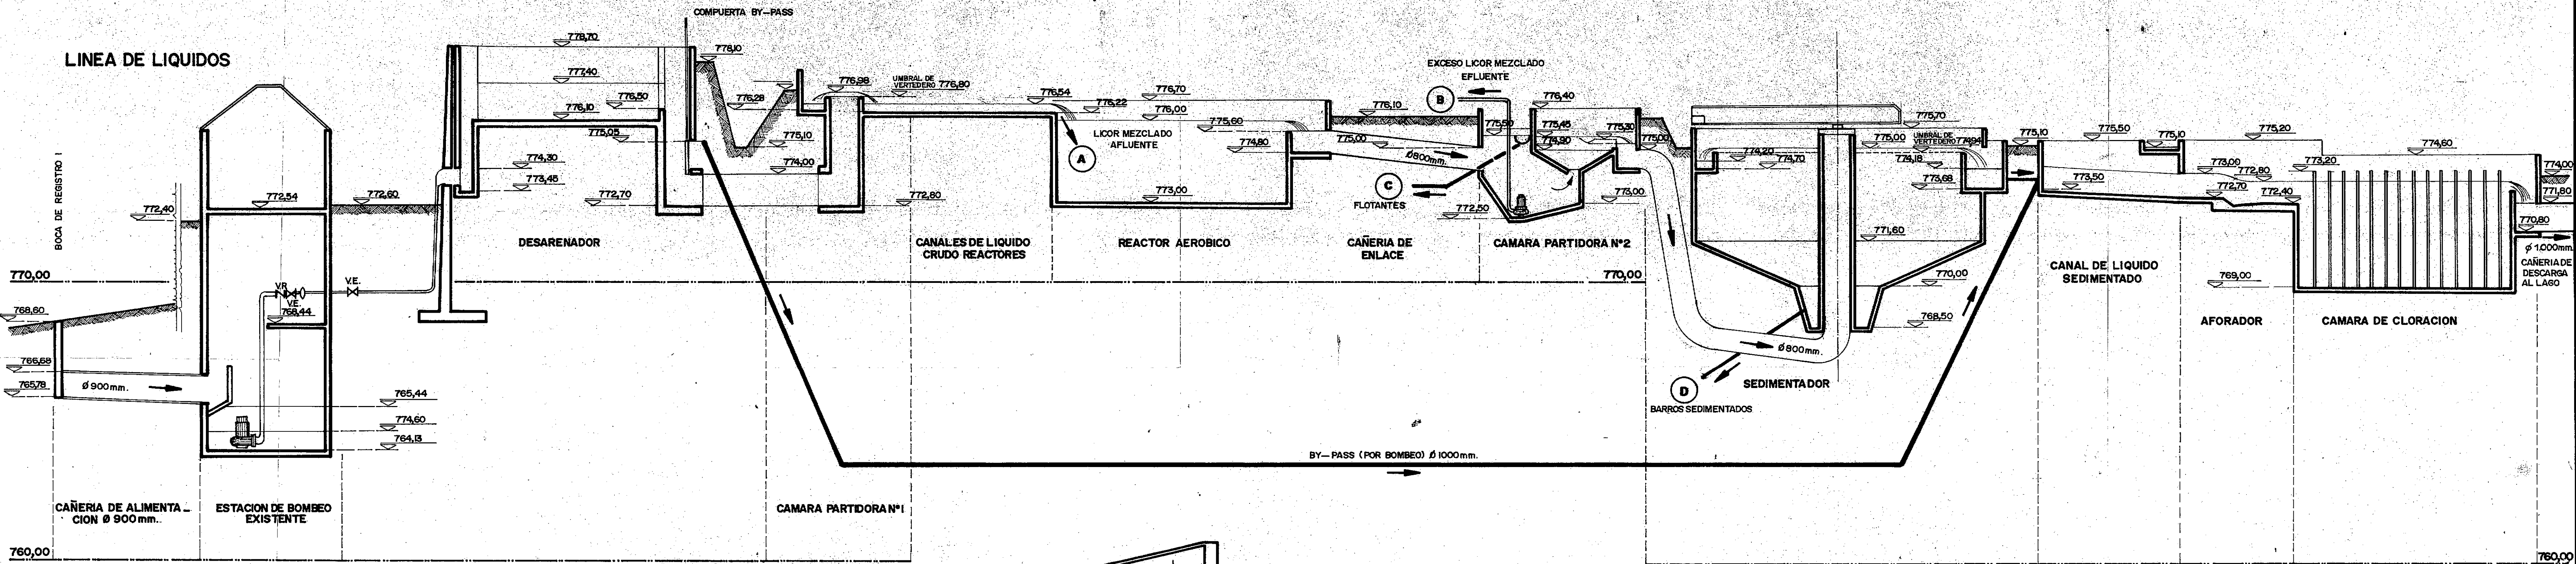 COMPUERTA BY-PASS
LINEA DE LIQUIDOS
778,70
778,10
777,40
776,50
776,10
775,05
774,30
773,45
772,70
776,28
775,10
774,00
776,98
UMBRAL DE
VERTEDERO 776,80
772,80
776,54
776,22
776,70
776,00
775,60
774,80
773,00
LICOR MEZCLADO
AFLUENTE
A
EXCESO LICOR MEZCLADO
EFLUENTE
B
776,10
775,00
Ø800mm.
C
FLOTANTES
772,50
776,40
775,50
775,45
774,90
775,30
775,00
773,00
775,70
775,00
UMBRAL DE
VERTEDERO 774,94
774,20
774,70
774,18
773,68
771,60
770,00
768,50
Ø 800mm.
D
BARROS SEDIMENTADOS
SEDIMENTADOR
775,10
775,50
775,10
773,50
775,20
773,00
772,80
772,70
772,40
773,20
774,60
774,00
771,80
770,80
Ø 1.000mm.
CAÑERIA DE
DESCARGA
AL LAGO
769,00
BOCA DE REGISTRO 1
772,40
772,54
772,60
770,00
768,60
766,68
765,78
Ø 900mm.
V.R
V.E.
V.E.
768,44
765,44
774,60
764,13
DESARENADOR
CANALES DE LIQUIDO
CRUDO REACTORES
REACTOR AEROBICO
CAÑERIA DE
ENLACE
CAMARA PARTIDORA Nº2
770,00
CANAL DE LIQUIDO
SEDIMENTADO
AFORADOR
CAMARA DE CLORACION
BY-PASS (POR BOMBEO) Ø 1000mm.
CAÑERIA DE ALIMENTA_
CION Ø 900mm.
ESTACION DE BOMBEO
EXISTENTE
CAMARA PARTIDORA Nº1
760,00
760,00